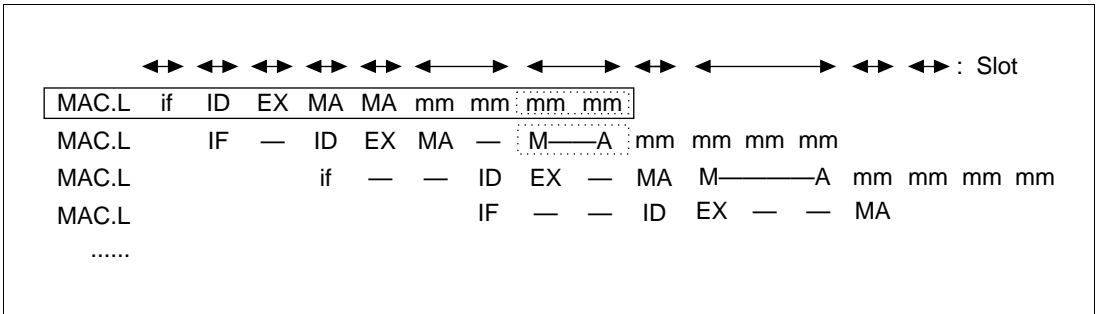 : Slot
MAC.L if ID EX MA MA mm mm mm mm
MAC.L IF — ID EX MA — M——A mm mm mm mm
MAC.L if — — ID EX — MA M————A mm mm mm mm
MAC.L IF — — ID EX — — MA
......